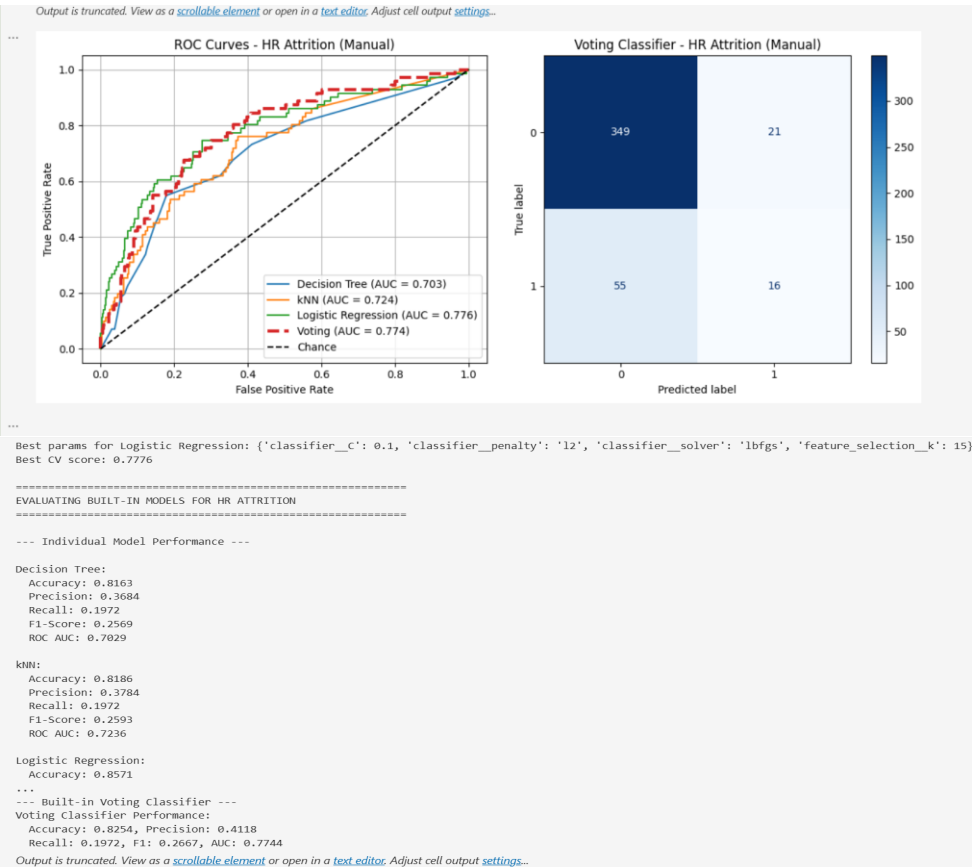 Output is truncated. View as a scrollable element or open in a text editor. Adjust cell output settings...
...
ROC Curves - HR Attrition (Manual)
1.0
0.8
0.6
0.4
0.2
0.0
True Positive Rate
Decision Tree (AUC = 0.703)
kNN (AUC = 0.724)
Logistic Regression (AUC = 0.776)
Voting (AUC = 0.774)
Chance
0.0 0.2 0.4 0.6 0.8 1.0
False Positive Rate
Voting Classifier - HR Attrition (Manual)
0
1
True label
349 21
55 16
0 1
Predicted label
300
250
200
150
100
50
...
Best params for Logistic Regression: {'classifier__C': 0.1, 'classifier__penalty': 'l2', 'classifier__solver': 'lbfgs', 'feature_selection__k': 15}
Best CV score: 0.7776
============================================================
EVALUATING BUILT-IN MODELS FOR HR ATTRITION
============================================================
--- Individual Model Performance ---
Decision Tree:
Accuracy: 0.8163
Precision: 0.3684
Recall: 0.1972
F1-Score: 0.2569
ROC AUC: 0.7029
kNN:
Accuracy: 0.8186
Precision: 0.3784
Recall: 0.1972
F1-Score: 0.2593
ROC AUC: 0.7236
Logistic Regression:
Accuracy: 0.8571
...
--- Built-in Voting Classifier ---
Voting Classifier Performance:
Accuracy: 0.8254, Precision: 0.4118
Recall: 0.1972, F1: 0.2667, AUC: 0.7744
Output is truncated. View as a scrollable element or open in a text editor. Adjust cell output settings...